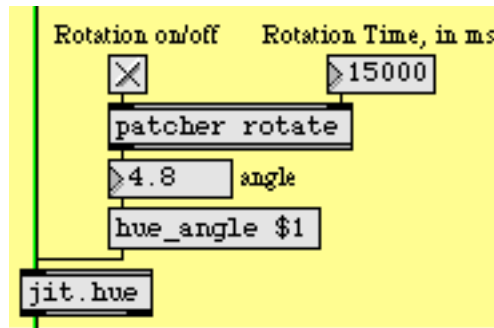 Rotation on/off Rotation Time, in ms
15000
patcher rotate
4.8 angle
hue_angle $1
jit.hue